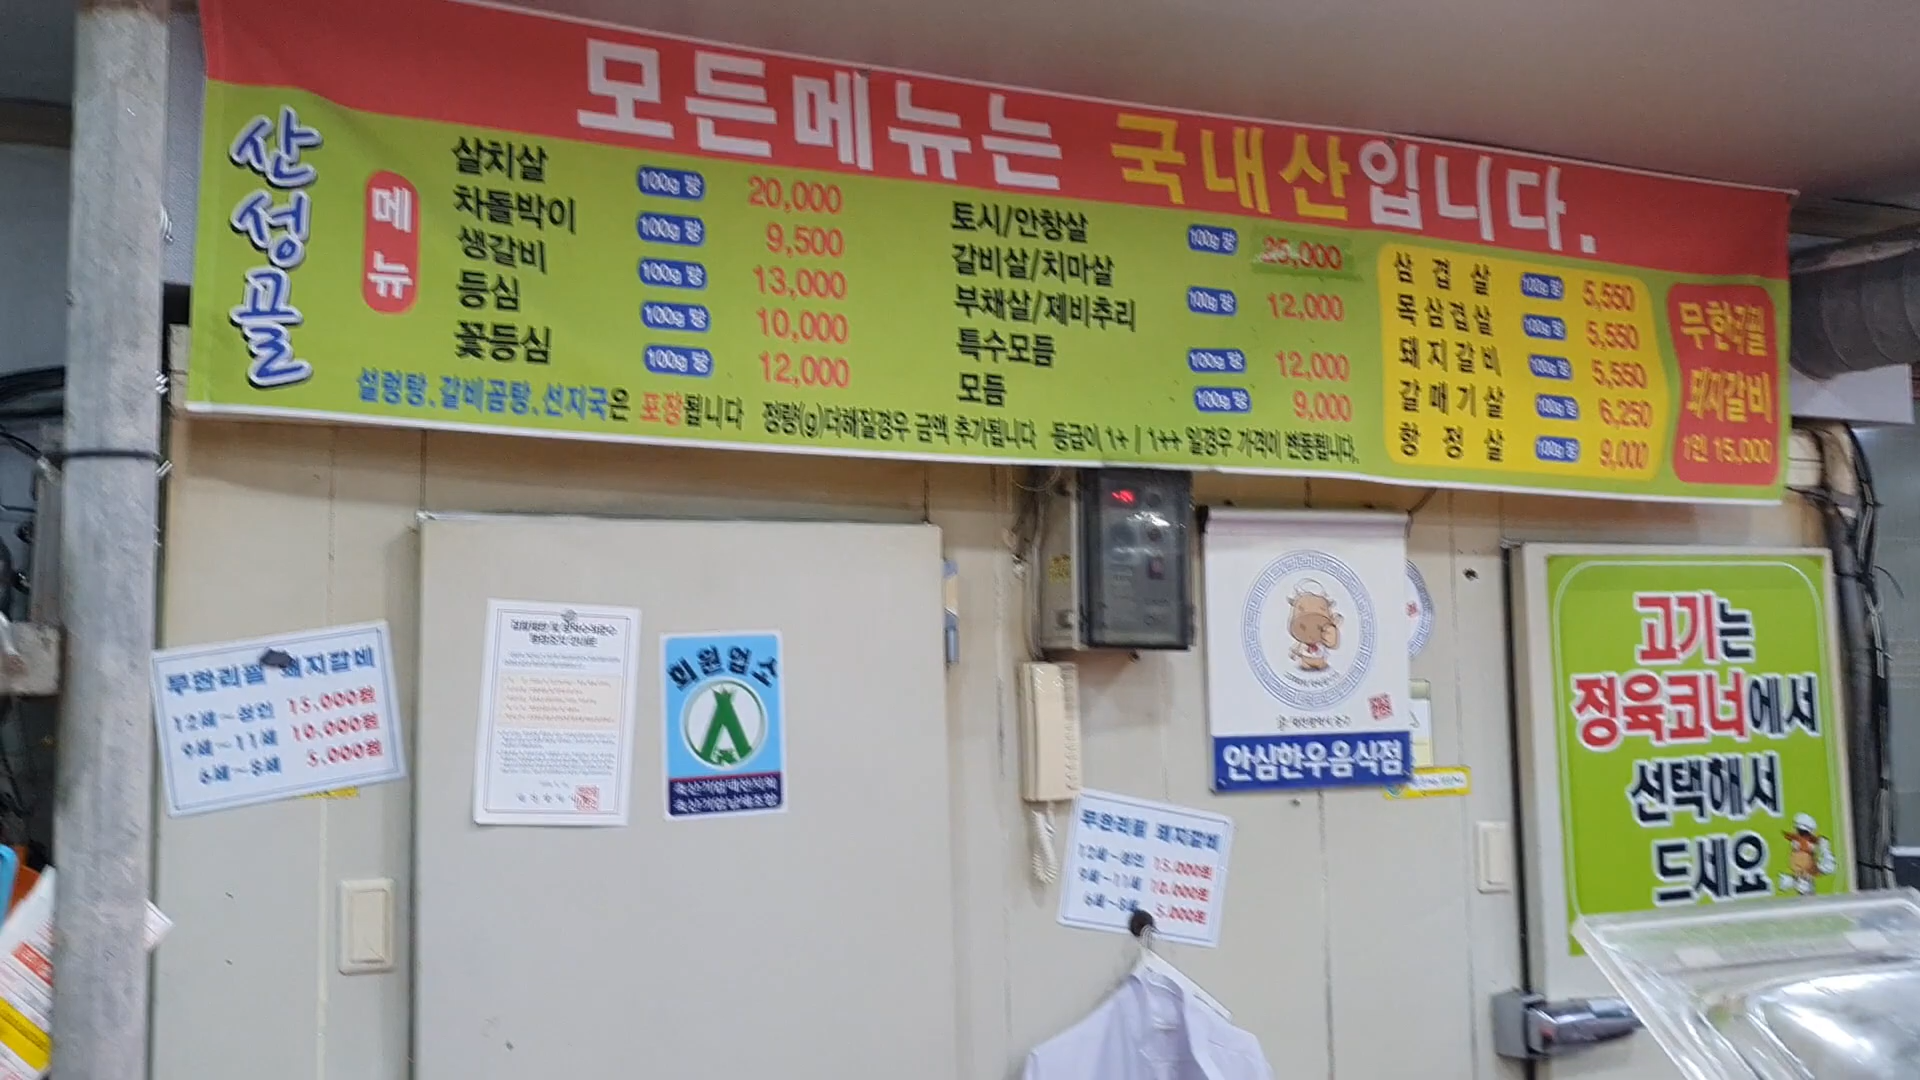 모든메뉴는 국내산입니다.
산성골
메뉴
살치살 100g 당 20,000
차돌박이 100g 당 9,500
생갈비 100g 당 13,000
등심 100g 당 10,000
꽃등심 100g 당 12,000
토시/안창살 100g 당 25,000
갈비살/치마살
부채살/제비추리 100g 당 12,000
특수모듬 100g 당 12,000
모듬 100g 당 9,000
삼겹살 100g 당 5,550
목삼겹살 100g 당 5,550
돼지갈비 100g 당 5,550
갈매기살 100g 당 6,250
항정살 100g 당 9,000
무한리필
돼지갈비
1인 15,000
설렁탕, 갈비곰탕, 선지국은 포장됩니다 정량(g)더해질경우 금액 추가됩니다 등급이 1+ | 1++ 일경우 가격이 변동됩니다.
무한리필 돼지갈비
12세~성인 15,000원
9세~11세 10,000원
6세~8세 5,000원
회원업소
안심한우음식점
무한리필 돼지갈비
12세~성인 15,000원
9세~11세 10,000원
6세~8세 5,000원
고기는
정육코너에서
선택해서
드세요